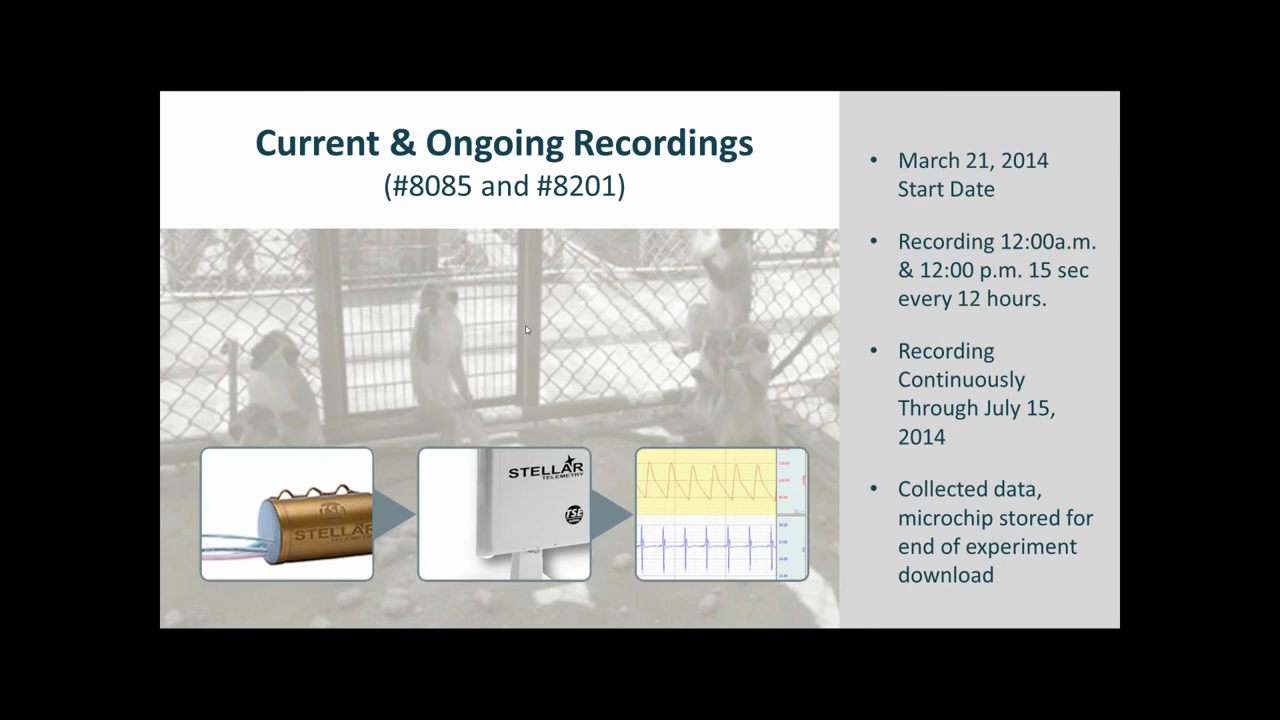 Current & Ongoing Recordings
(#8085 and #8201)
• March 21, 2014
Start Date
• Recording 12:00a.m.
& 12:00 p.m. 15 sec
every 12 hours.
• Recording
Continuously
Through July 15,
2014
• Collected data,
microchip stored for
end of experiment
download
TSE
STELLAR
TELEMETRY
STELLAR
TELEMETRY
TSE